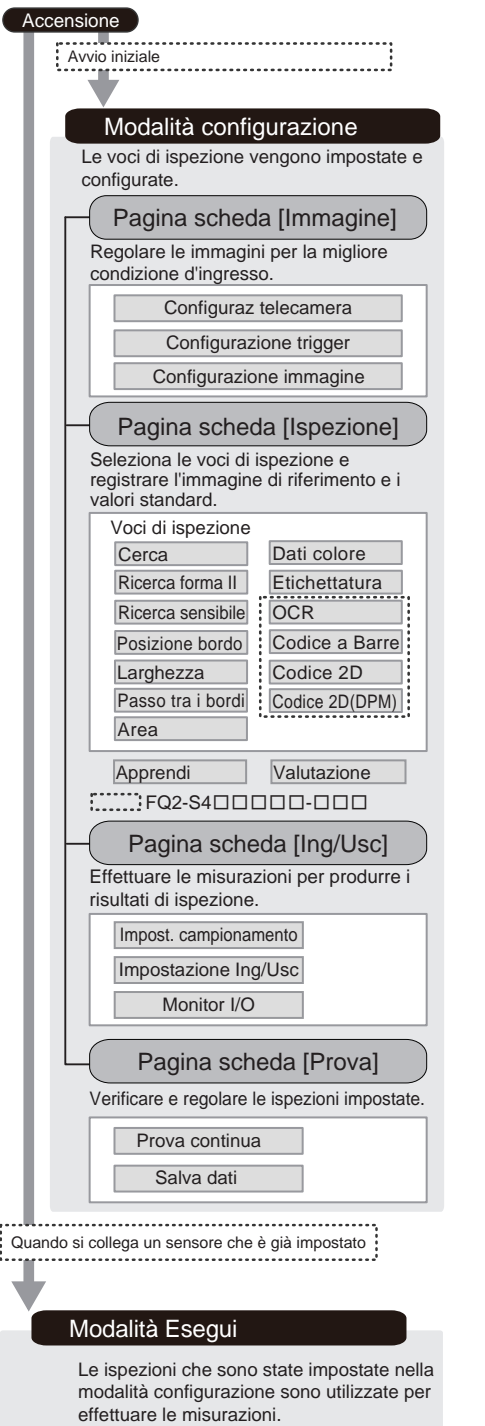 Accensione
Avvio iniziale
Modalità configurazione
Le voci di ispezione vengono impostate e
configurate.
Pagina scheda [Immagine]
Regolare le immagini per la migliore
condizione d'ingresso.
Configuraz telecamera
Configurazione trigger
Configurazione immagine
Pagina scheda [Ispezione]
Seleziona le voci di ispezione e
registrare l'immagine di riferimento e i
valori standard.
Voci di ispezione
Cerca
Ricerca forma II
Ricerca sensibile
Posizione bordo
Larghezza
Passo tra i bordi
Area
Dati colore
Etichettatura
OCR
Codice a Barre
Codice 2D
Codice 2D(DPM)
Apprendi
Valutazione
FQ2-S4□□□□□-□□□
Pagina scheda [Ing/Usc]
Effettuare le misurazioni per produrre i
risultati di ispezione.
Impost. campionamento
Impostazione Ing/Usc
Monitor I/O
Pagina scheda [Prova]
Verificare e regolare le ispezioni impostate.
Prova continua
Salva dati
Quando si collega un sensore che è già impostato
Modalità Esegui
Le ispezioni che sono state impostate nella
modalità configurazione sono utilizzate per
effettuare le misurazioni.